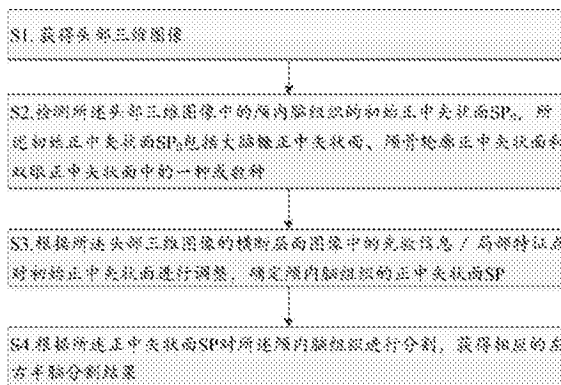 S1.获得头部三维图像
S2.检测所述头部三维图像中的颅内脑组织的初始正中矢状面SP₀，所
述初始正中矢状面SP₀包括大脑镰正中矢状面、颅骨轮廓正中矢状面和
双眼正中矢状面中的一种或数种
S3.根据所述头部三维图像的横断层面图像中的 信息／局部特征点
对初始正中矢状面进行调整，确定颅内脑组织的正中矢状面SP
S4.根据所述正中矢状面SP对所述颅内脑组织进行分割，获得相应的左
右半脑分割结果